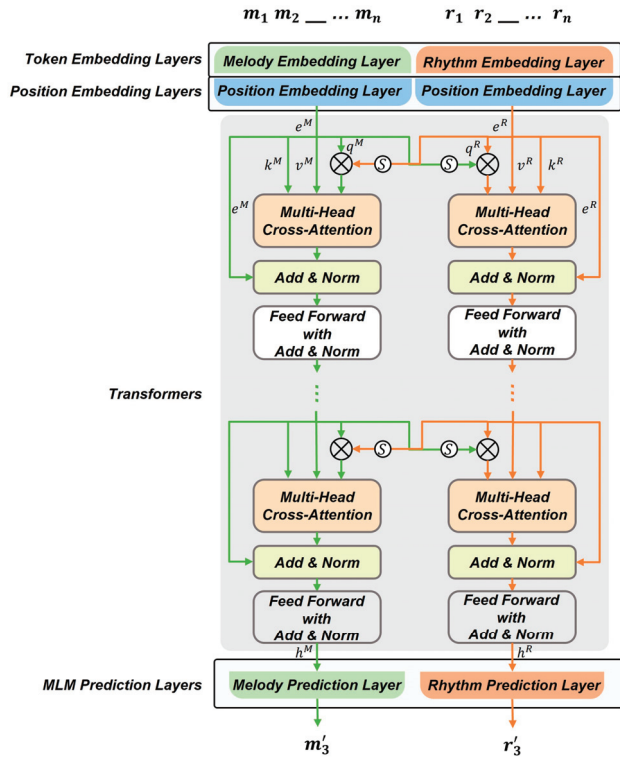 m₁ m₂ __ ... mₙ r₁ r₂ __ ... rₙ
Token Embedding Layers Melody Embedding Layer Rhythm Embedding Layer
Position Embedding Layers Position Embedding Layer Position Embedding Layer
eᴹ eᴿ
qᴹ qᴿ
kᴹ vᴹ S S vᴿ kᴿ
eᴹ eᴿ
Multi-Head Multi-Head
Cross-Attention Cross-Attention
Add & Norm Add & Norm
Feed Forward Feed Forward
with with
Add & Norm Add & Norm
...  ...
Transformers
S S
Multi-Head Multi-Head
Cross-Attention Cross-Attention
Add & Norm Add & Norm
Feed Forward Feed Forward
with with
Add & Norm Add & Norm
hᴹ hᴿ
MLM Prediction Layers Melody Prediction Layer Rhythm Prediction Layer
m′₃ r′₃